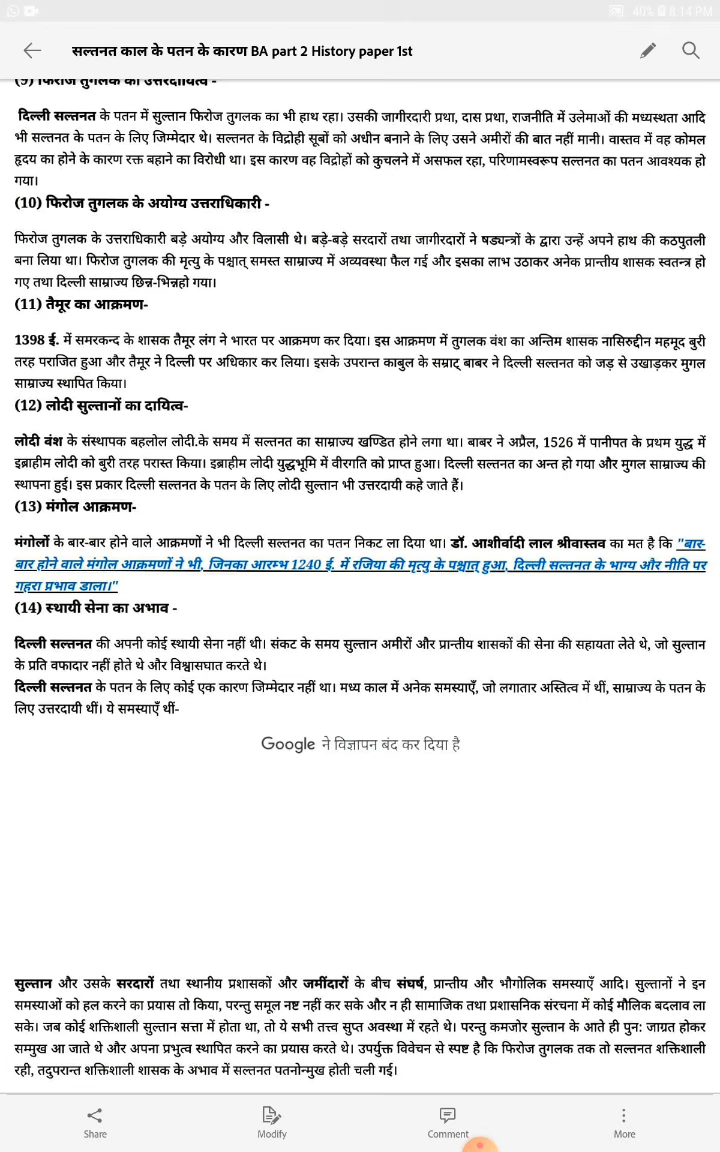 40% 8:14 PM
सल्तनत काल के पतन के कारण BA part 2 History paper 1st
(9) फिरोज तुगलक का उत्तरदायित्व -
दिल्ली सल्तनत के पतन में सुल्तान फिरोज तुगलक का भी हाथ रहा। उसकी जागीरदारी प्रथा, दास प्रथा, राजनीति में उलेमाओं की मध्यस्थता आदि
भी सल्तनत के पतन के लिए जिम्मेदार थे। सल्तनत के विद्रोही सूबों को अधीन बनाने के लिए उसने अमीरों की बात नहीं मानी। वास्तव में वह कोमल
हृदय का होने के कारण रक्त बहाने का विरोधी था। इस कारण वह विद्रोहों को कुचलने में असफल रहा, परिणामस्वरूप सल्तनत का पतन आवश्यक हो
गया।
(10) फिरोज तुगलक के अयोग्य उत्तराधिकारी -
फिरोज तुगलक के उत्तराधिकारी बड़े अयोग्य और विलासी थे। बड़े-बड़े सरदारों तथा जागीरदारों ने षड्यन्त्रों के द्वारा उन्हें अपने हाथ की कठपुतली
बना लिया था। फिरोज तुगलक की मृत्यु के पश्चात् समस्त साम्राज्य में अव्यवस्था फैल गई और इसका लाभ उठाकर अनेक प्रान्तीय शासक स्वतन्त्र हो
गए तथा दिल्ली साम्राज्य छिन्न-भिन्नहो गया।
(11) तैमूर का आक्रमण-
1398 ई. में समरकन्द के शासक तैमूर लंग ने भारत पर आक्रमण कर दिया। इस आक्रमण में तुगलक वंश का अन्तिम शासक नासिरुद्दीन महमूद बुरी
तरह पराजित हुआ और तैमूर ने दिल्ली पर अधिकार कर लिया। इसके उपरान्त काबुल के सम्राट् बाबर ने दिल्ली सल्तनत को जड़ से उखाड़कर मुगल
साम्राज्य स्थापित किया।
(12) लोदी सुल्तानों का दायित्व-
लोदी वंश के संस्थापक बहलोल लोदी.के समय में सल्तनत का साम्राज्य खण्डित होने लगा था। बाबर ने अप्रैल, 1526 में पानीपत के प्रथम युद्ध में
इब्राहीम लोदी को बुरी तरह परास्त किया। इब्राहीम लोदी युद्धभूमि में वीरगति को प्राप्त हुआ। दिल्ली सल्तनत का अन्त हो गया और मुगल साम्राज्य की
स्थापना हुई। इस प्रकार दिल्ली सल्तनत के पतन के लिए लोदी सुल्तान भी उत्तरदायी कहे जाते हैं।
(13) मंगोल आक्रमण-
मंगोलों के बार-बार होने वाले आक्रमणों ने भी दिल्ली सल्तनत का पतन निकट ला दिया था। डॉ. आशीर्वादी लाल श्रीवास्तव का मत है कि "बार-
बार होने वाले मंगोल आक्रमणों ने भी, जिनका आरम्भ 1240 ई. में रजिया की मृत्यु के पश्चात् हुआ, दिल्ली सल्तनत के भाग्य और नीति पर
गहरा प्रभाव डाला।"
(14) स्थायी सेना का अभाव -
दिल्ली सल्तनत की अपनी कोई स्थायी सेना नहीं थी। संकट के समय सुल्तान अमीरों और प्रान्तीय शासकों की सेना की सहायता लेते थे, जो सुल्तान
के प्रति वफादार नहीं होते थे और विश्वासघात करते थे।
दिल्ली सल्तनत के पतन के लिए कोई एक कारण जिम्मेदार नहीं था। मध्य काल में अनेक समस्याएँ, जो लगातार अस्तित्व में थीं, साम्राज्य के पतन के
लिए उत्तरदायी थीं। ये समस्याएँ थीं-
Google ने विज्ञापन बंद कर दिया है
सुल्तान और उसके सरदारों तथा स्थानीय प्रशासकों और जमींदारों के बीच संघर्ष, प्रान्तीय और भौगोलिक समस्याएँ आदि। सुल्तानों ने इन
समस्याओं को हल करने का प्रयास तो किया, परन्तु समूल नष्ट नहीं कर सके और न ही सामाजिक तथा प्रशासनिक संरचना में कोई मौलिक बदलाव ला
सके। जब कोई शक्तिशाली सुल्तान सत्ता में होता था, तो ये सभी तत्त्व सुप्त अवस्था में रहते थे। परन्तु कमजोर सुल्तान के आते ही पुन: जाग्रत होकर
सम्मुख आ जाते थे और अपना प्रभुत्व स्थापित करने का प्रयास करते थे। उपर्युक्त विवेचन से स्पष्ट है कि फिरोज तुगलक तक तो सल्तनत शक्तिशाली
रही, तदुपरान्त शक्तिशाली शासक के अभाव में सल्तनत पतनोन्मुख होती चली गई।
Share Modify Comment More